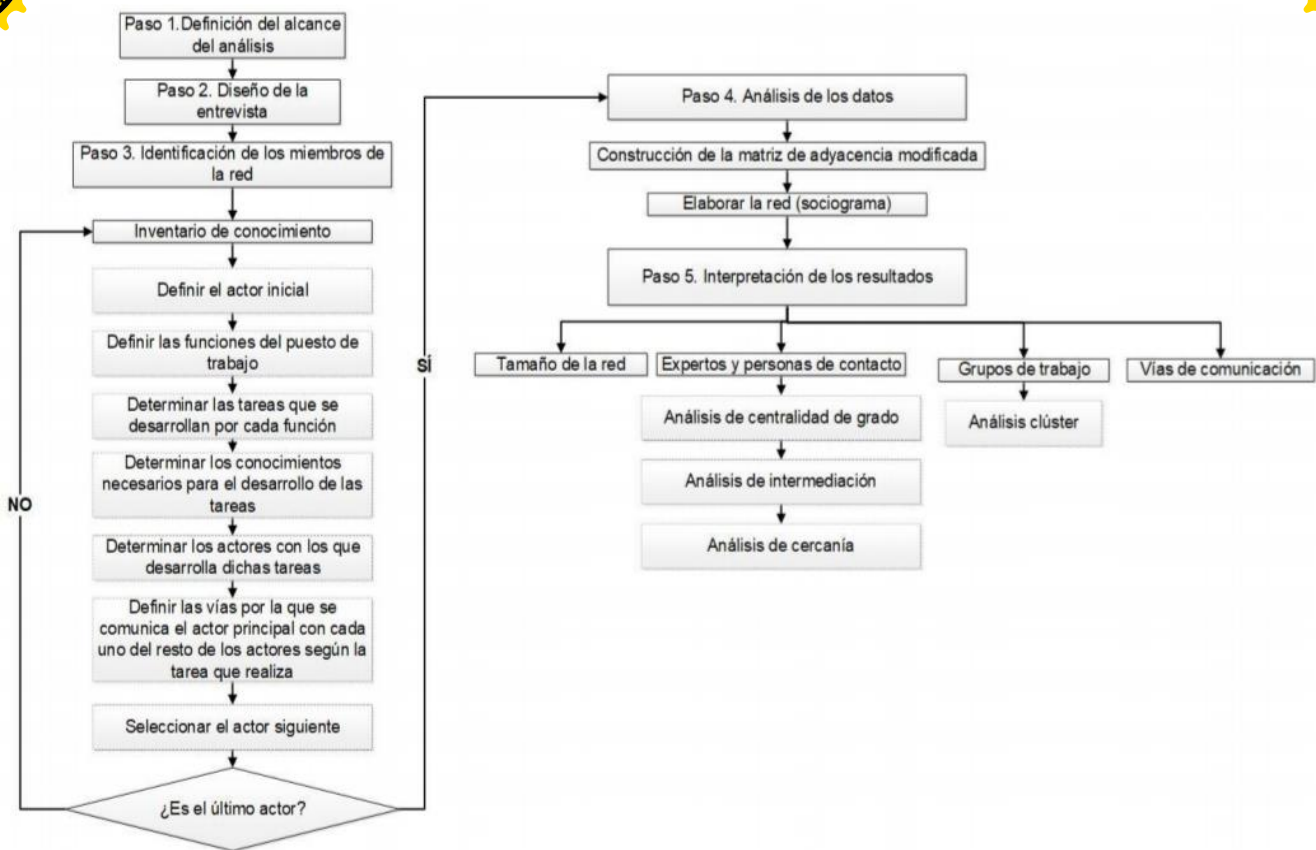 Paso 1.Definición del alcance
del análisis
Paso 2. Diseño de la
entrevista
Paso 3. Identificación de los miembros de
la red
Inventario de conocimiento
Definir el actor inicial
Definir las funciones del puesto de
trabajo
Determinar las tareas que se
desarrollan por cada función
Determinar los conocimientos
necesarios para el desarrollo de las
tareas
Determinar los actores con los que
desarrolla dichas tareas
Definir las vías por la que se
comunica el actor principal con cada
uno del resto de los actores según la
tarea que realiza
Seleccionar el actor siguiente
¿Es el último actor?
NO
SÍ
Paso 4. Análisis de los datos
Construcción de la matriz de adyacencia modificada
Elaborar la red (sociograma)
Paso 5. Interpretación de los resultados
Tamaño de la red
Expertos y personas de contacto
Análisis de centralidad de grado
Análisis de intermediación
Análisis de cercanía
Grupos de trabajo
Análisis clúster
Vías de comunicación